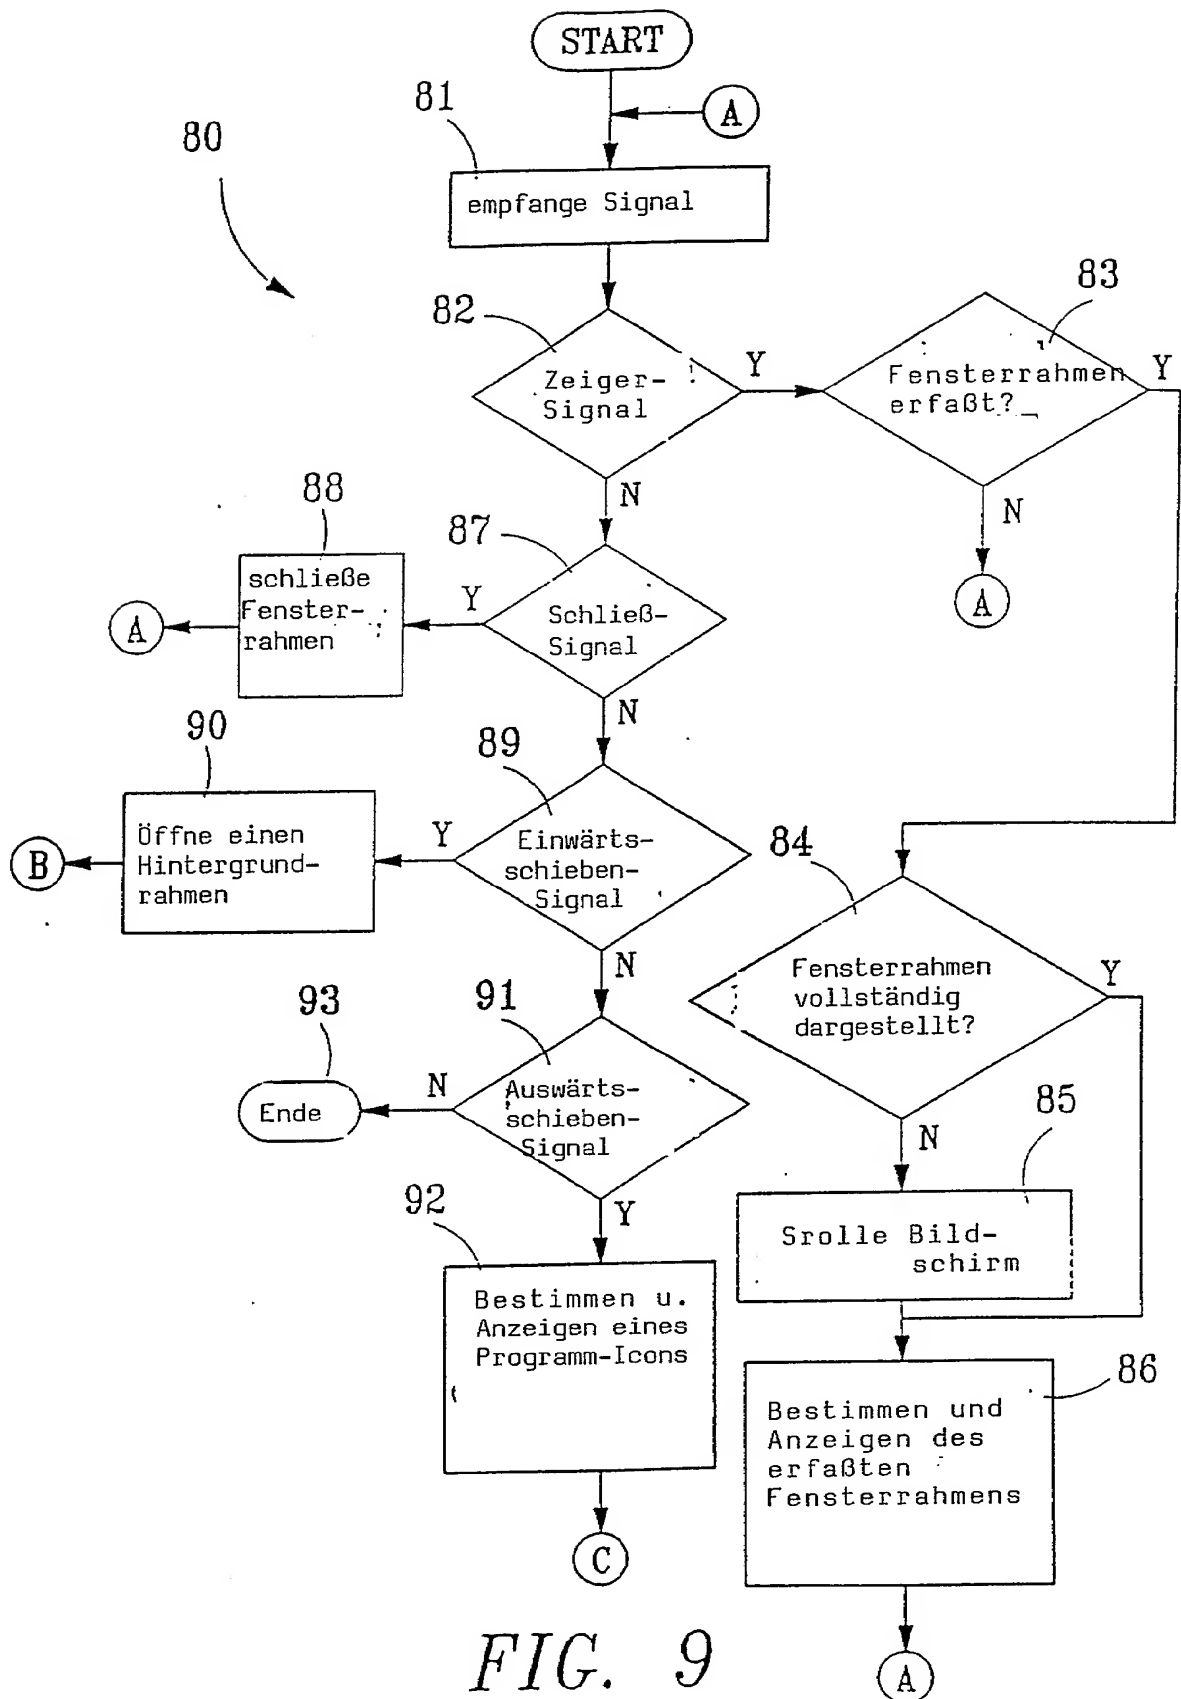 START
81
A
80
empfange Signal
82
83
Zeiger-
Signal
Y
Fensterrahmen
erfaßt?
Y
N
N
A
88
87
schließe
Fenster-
rahmen
A
Y
Schließ-
Signal
N
90
89
Öffne einen
Hintergrund-
rahmen
B
Y
Einwärts-
schieben-
Signal
N
84
Fensterrahmen
vollständig
dargestellt?
Y
N
93
91
Ende
N
Auswärts-
schieben-
Signal
Y
85
Srolle Bild-
schirm
92
Bestimmen u.
Anzeigen eines
Programm-Icons
C
86
Bestimmen und
Anzeigen des
erfaßten
Fensterrahmens
A
FIG. 9